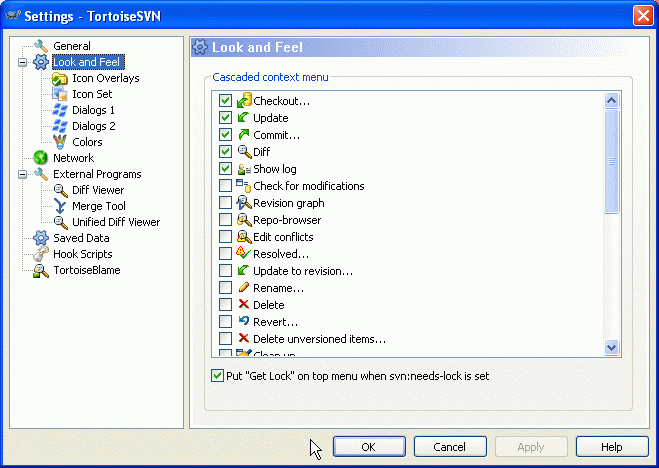 Settings - TortoiseSVN
General
Look and Feel
Icon Overlays
Icon Set
Dialogs 1
Dialogs 2
Colors
Network
External Programs
Diff Viewer
Merge Tool
Unified Diff Viewer
Saved Data
Hook Scripts
TortoiseBlame
Look and Feel
Cascaded context menu
Checkout...
Update
Commit...
Diff
Show log
Check for modifications
Revision graph
Repo-browser
Edit conflicts
Resolved...
Update to revision...
Rename...
Delete
Revert...
Delete unversioned items...
Clean up
Put "Get Lock" on top menu when svn:needs-lock is set
OK
Cancel
Apply
Help